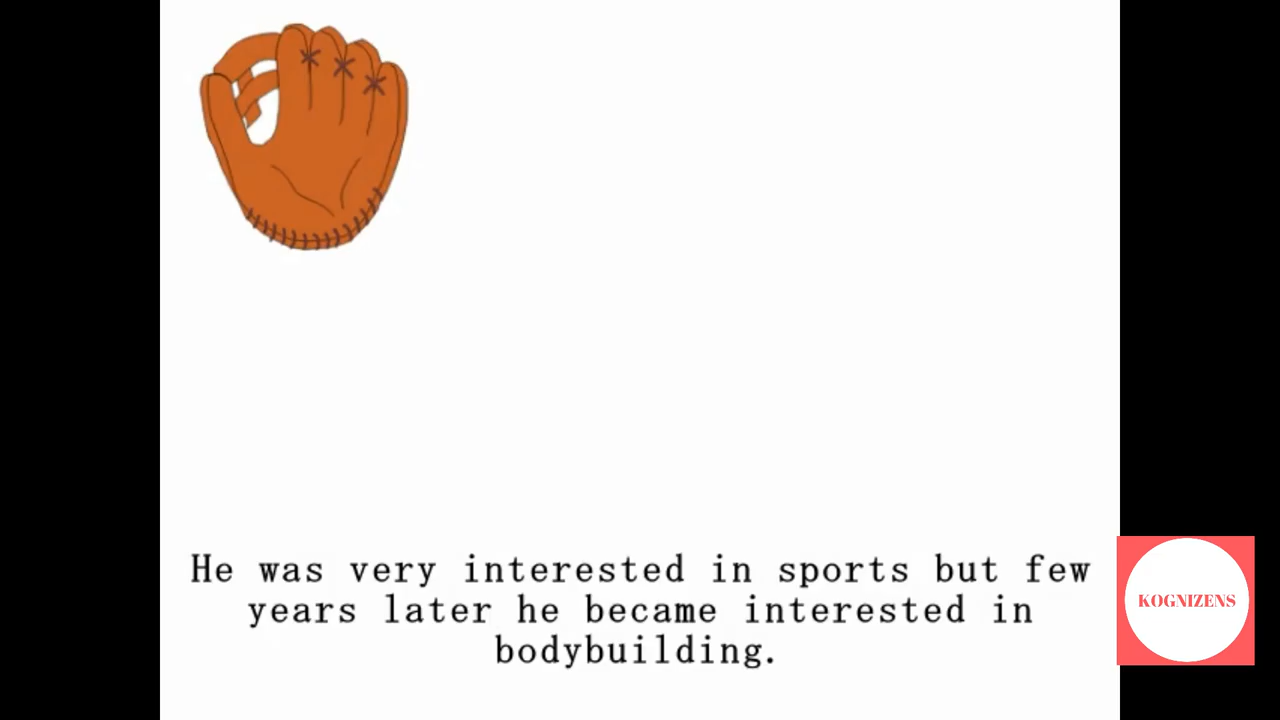 He was very interested in sports but few
years later he became interested in
bodybuilding.
KOGNIZENS